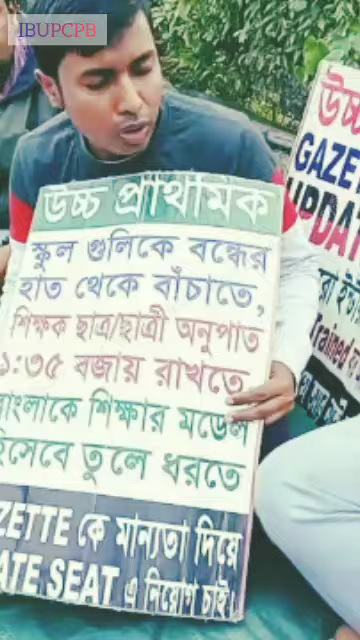 IBUPCPB
উচ্চ প্রাথমিক
স্কুল গুলিকে বন্ধের
হাত থেকে বাঁচাতে,
শিক্ষক ছাত্র/ছাত্রী অনুপাত
১:৩৫ বজায় রাখতে
বাংলাকে শিক্ষার মডেল
হিসেবে তুলে ধরতে
ZETTE কে মান্যতা দিয়ে
ATE SEAT এ নিয়োগ চাই।
উচ্চ
GAZE
UPDAT
Trained